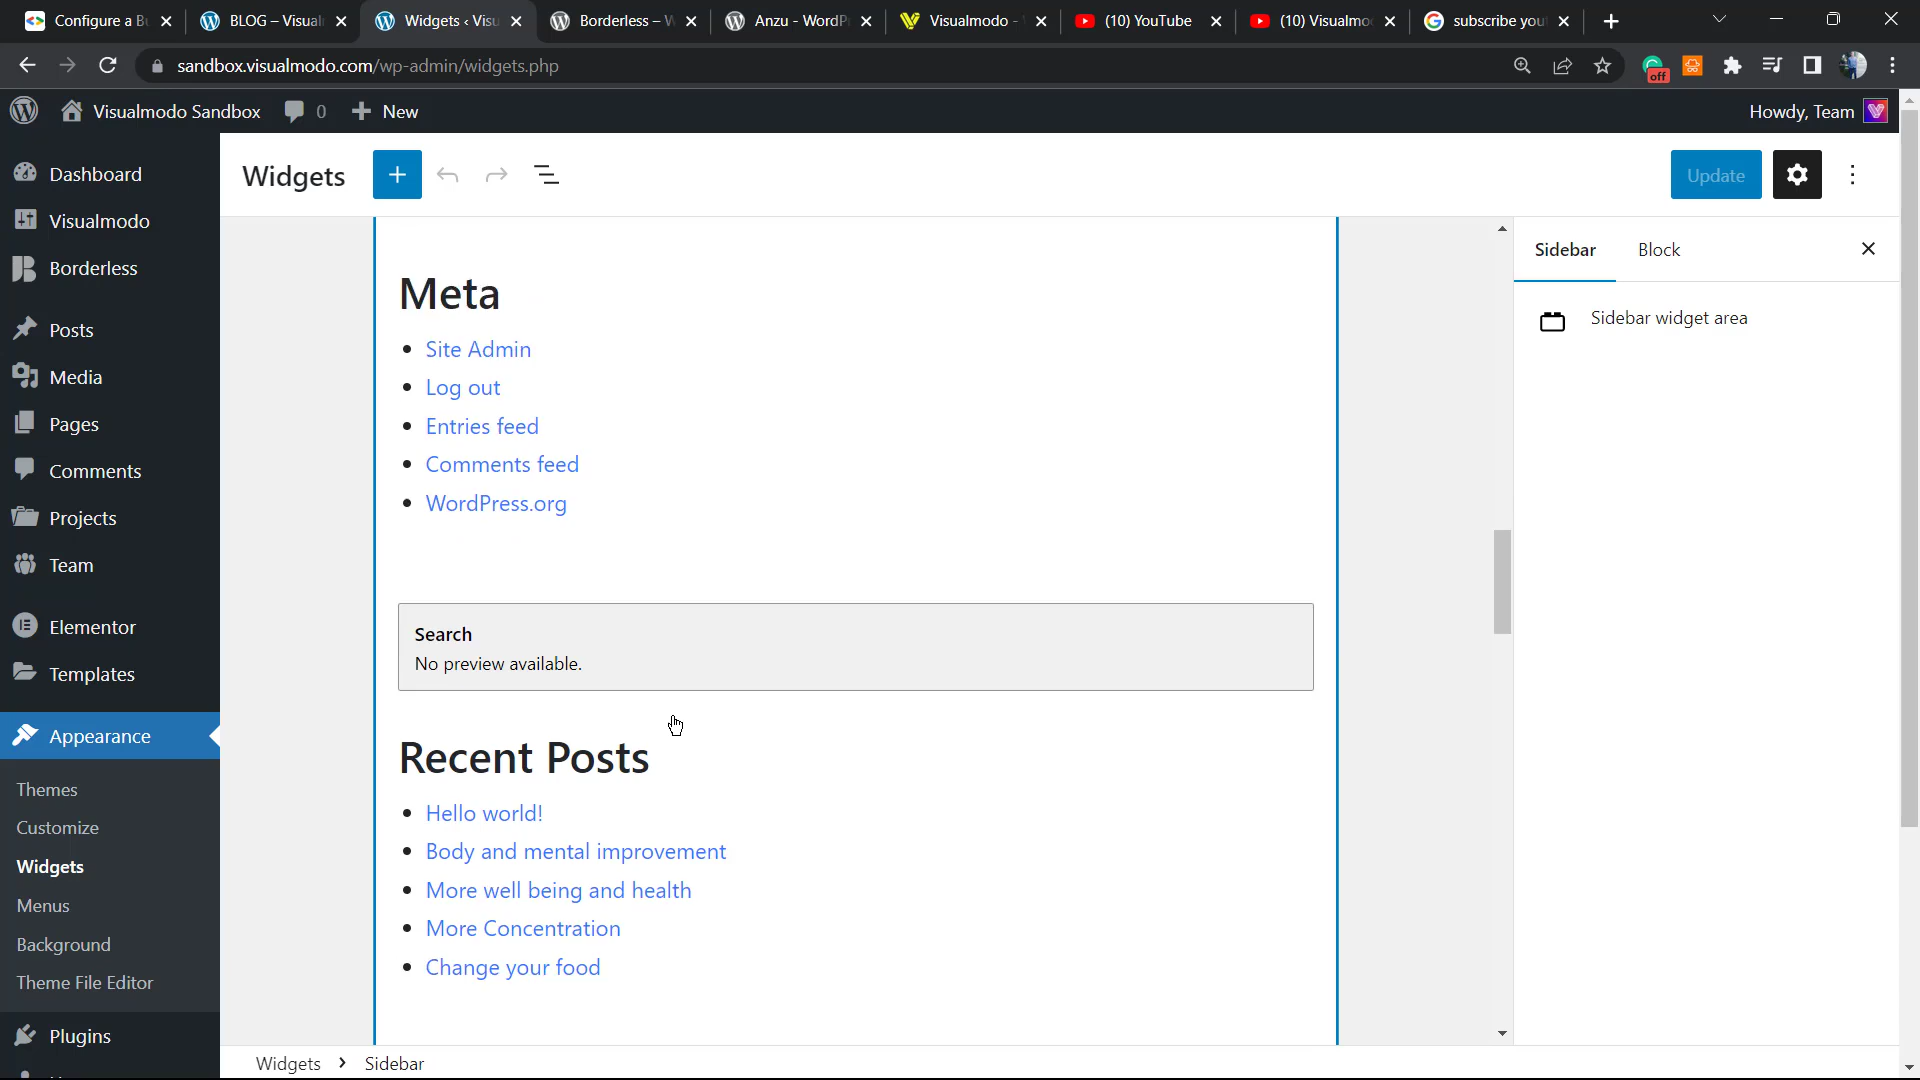 Configure a B
BLOG – Visual
Widgets ‹ Visu
Borderless – W
Anzu - WordP
Visualmodo -
(10) YouTube
(10) Visualmo
subscribe you
sandbox.visualmodo.com/wp-admin/widgets.php
off
Visualmodo Sandbox
0
New
Howdy, Team
Dashboard
Visualmodo
Borderless
Posts
Media
Pages
Comments
Projects
Team
Elementor
Templates
Appearance
Themes
Customize
Widgets
Menus
Background
Theme File Editor
Plugins
Widgets
Update
Meta
Site Admin
Log out
Entries feed
Comments feed
WordPress.org
Search
No preview available.
Recent Posts
Hello world!
Body and mental improvement
More well being and health
More Concentration
Change your food
Sidebar
Block
Sidebar widget area
Widgets › Sidebar